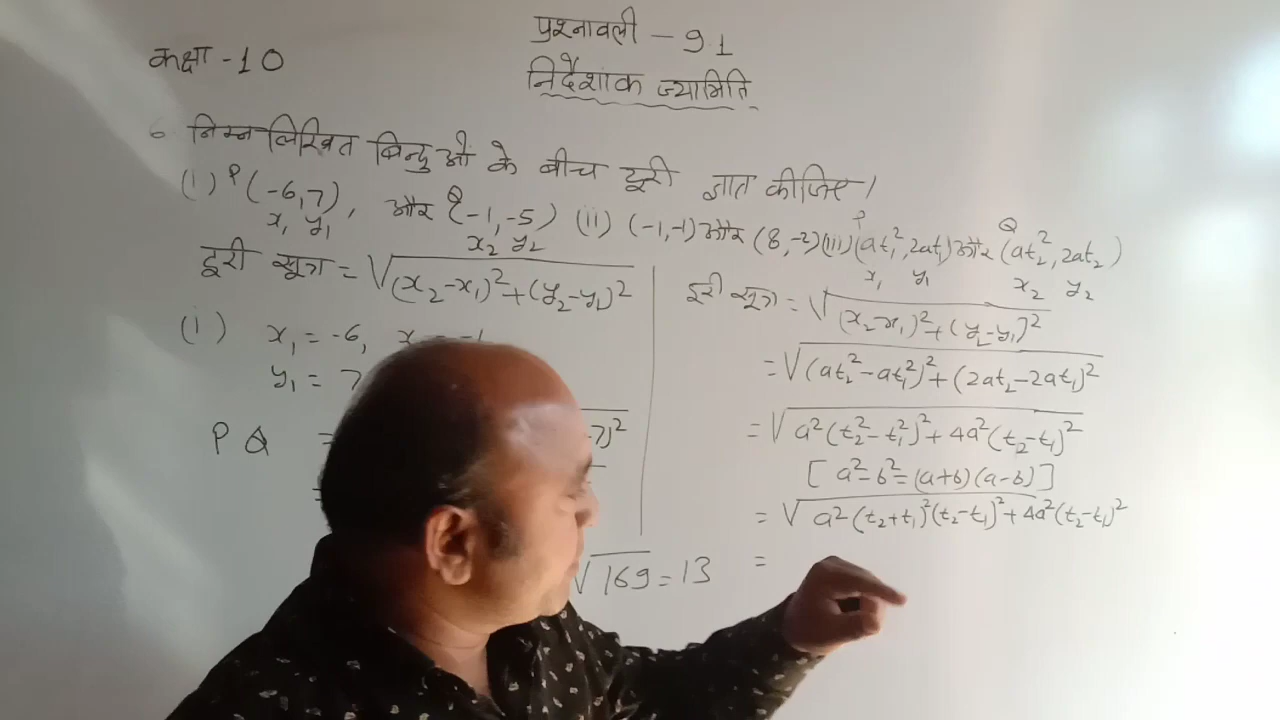 प्रश्नावली - 9.1
कक्षा - 10
निर्देशांक ज्यामिति
6 निम्नलिखित बिन्दुओं के बीच दूरी ज्ञात कीजिए।
(i) P(-6,7), और Q(-1,-5) (ii) (-1,-1) और (8,-2) (iii) P(at₁², 2at₁) और Q(at₂², 2at₂)
x₁ y₁ x₂ y₂ x₁ y₁ x₂ y₂
दूरी सूत्र = √(x₂-x₁)²+(y₂-y₁)²
(i) x₁ = -6, x = -1
y₁ = 7
PQ = -7)²
=
√169 = 13
दूरी सूत्र = √(x₂-x₁)²+(y₂-y₁)²
= √(at₂²-at₁²)²+(2at₂-2at₁)²
= √a²(t₂²-t₁²)²+4a²(t₂-t₁)²
[a²-b²=(a+b)(a-b)]
= √a²(t₂+t₁)²(t₂-t₁)²+4a²(t₂-t₁)²
=